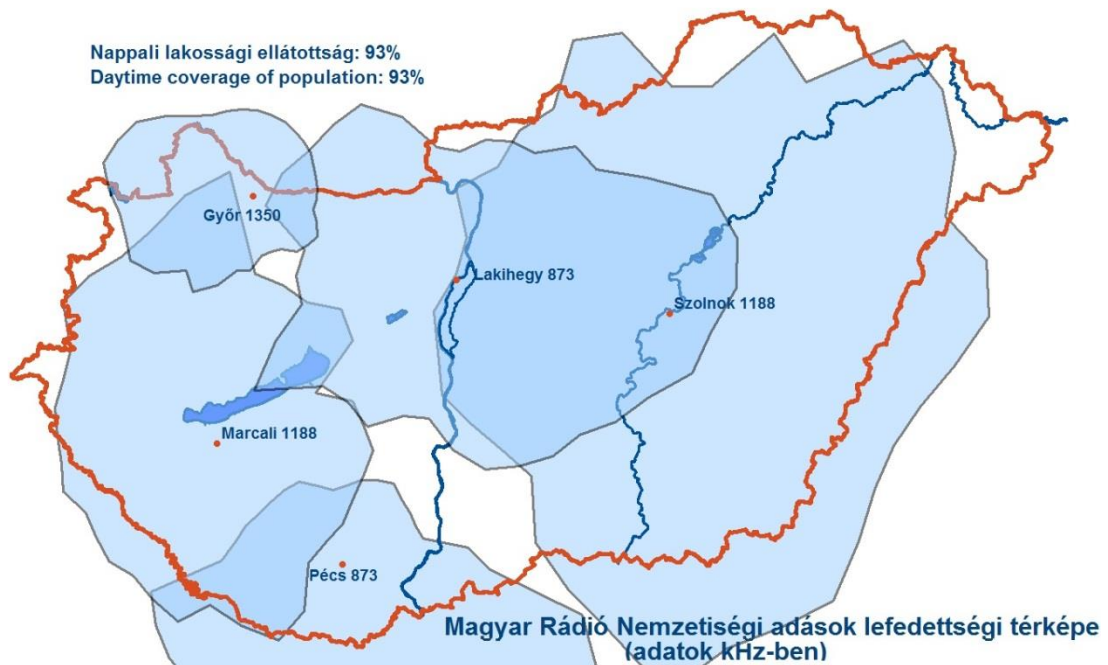 Nappali lakossági ellátottság: 93%
Daytime coverage of population: 93%
Győr 1350
Lakihegy 873
Szolnok 1188
Marcali 1188
Pécs 873
Magyar Rádió Nemzetiségi adások lefedettségi térképe
(adatok kHz-ben)